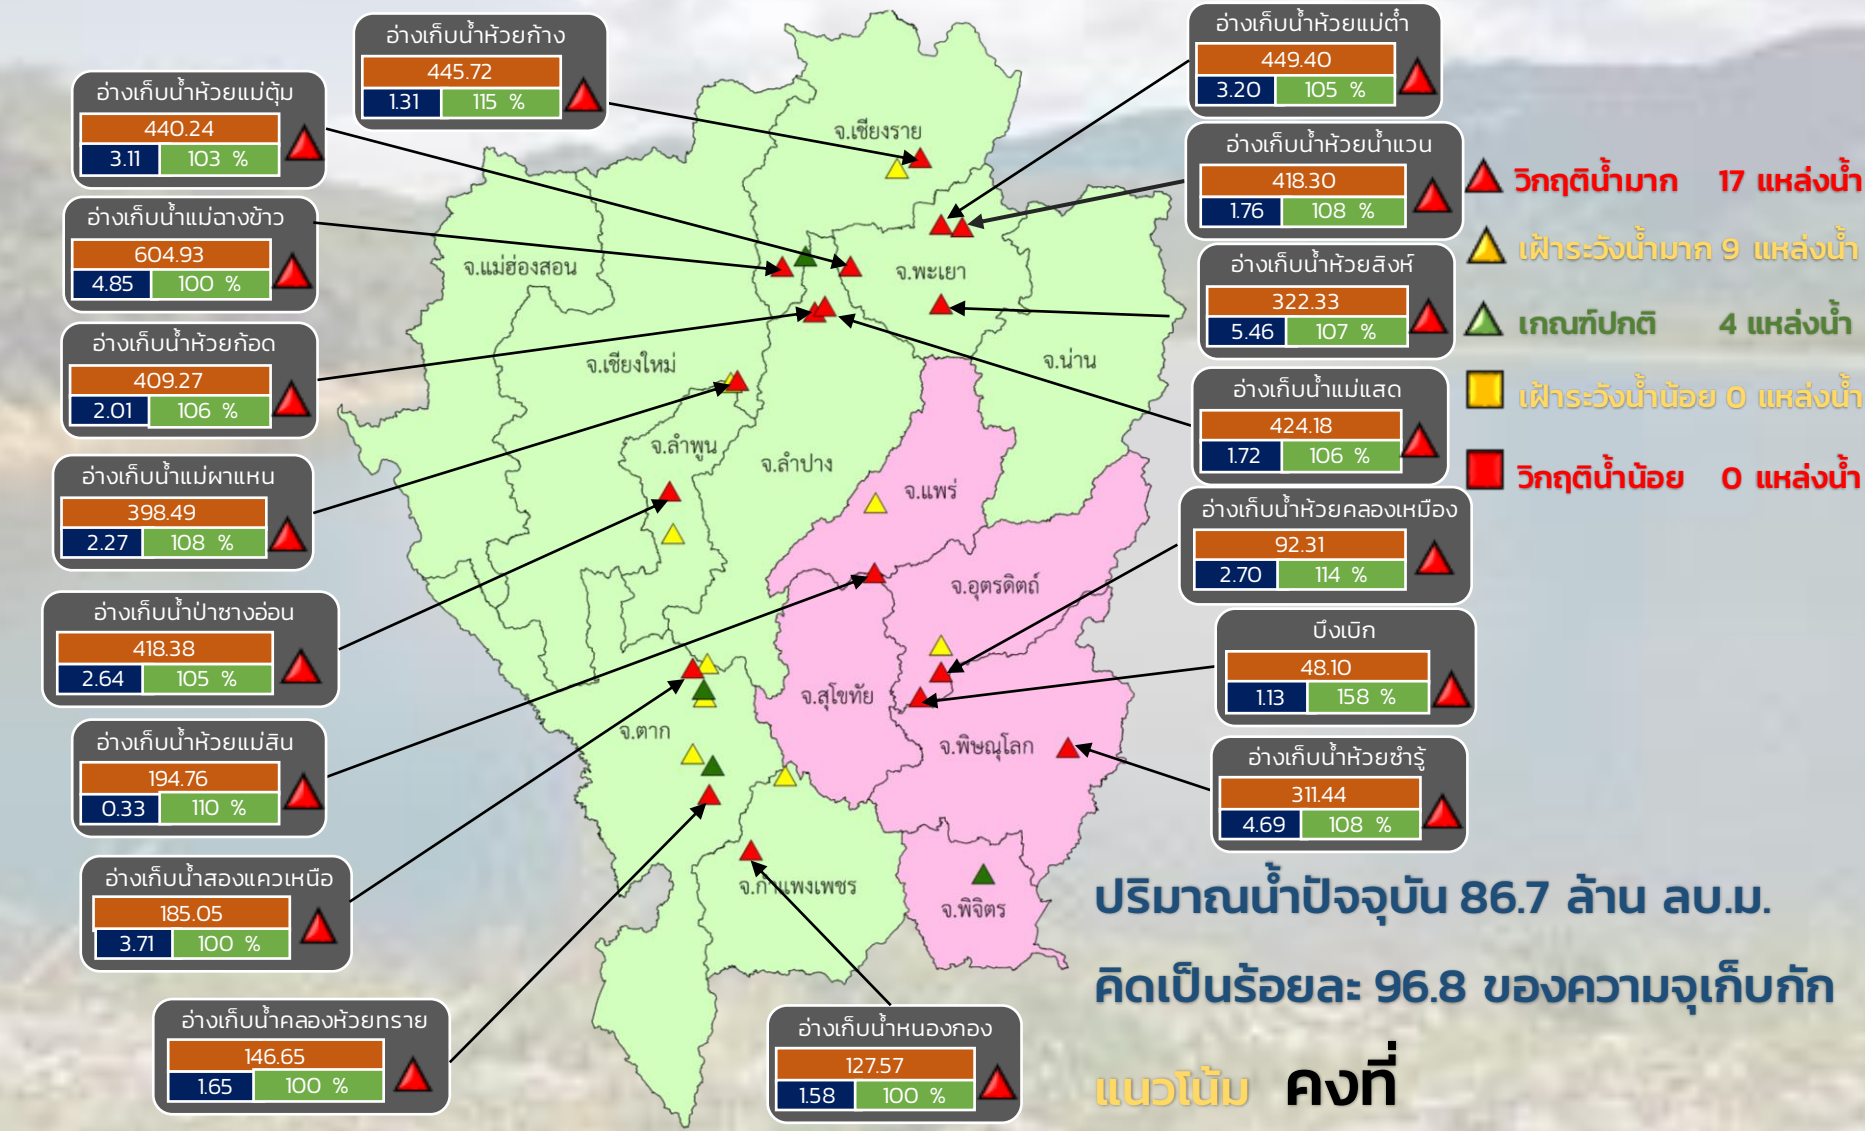 อ่างเก็บน้ำห้วยก้าง
445.72
1.31 115 %
อ่างเก็บน้ำห้วยแม่ตุ้ม
440.24
3.11 103 %
อ่างเก็บน้ำแม่ฉางข้าว
604.93
4.85 100 %
อ่างเก็บน้ำห้วยก้อด
409.27
2.01 106 %
อ่างเก็บน้ำแม่ผาแหน
398.49
2.27 108 %
อ่างเก็บน้ำป่าซางอ่อน
418.38
2.64 105 %
อ่างเก็บน้ำห้วยแม่สิน
194.76
0.33 110 %
อ่างเก็บน้ำสองแควเหนือ
185.05
3.71 100 %
อ่างเก็บน้ำคลองห้วยทราย
146.65
1.65 100 %
อ่างเก็บน้ำหนองกอง
127.57
1.58 100 %
จ.เชียงราย
จ.แม่ฮ่องสอน
จ.พะเยา
จ.เชียงใหม่
จ.น่าน
จ.ลำพูน
จ.ลำปาง
จ.แพร่
จ.อุตรดิตถ์
จ.สุโขทัย
จ.ตาก
จ.พิษณุโลก
จ.กำแพงเพชร
จ.พิจิตร
อ่างเก็บน้ำห้วยแม่ต๋ำ
449.40
3.20 105 %
อ่างเก็บน้ำห้วยน้ำแวน
418.30
1.76 108 %
อ่างเก็บน้ำห้วยสิงห์
322.33
5.46 107 %
อ่างเก็บน้ำแม่แสด
424.18
1.72 106 %
อ่างเก็บน้ำห้วยคลองเหมือง
92.31
2.70 114 %
บึงเบิก
48.10
1.13 158 %
อ่างเก็บน้ำห้วยซำรู้
311.44
4.69 108 %
วิกฤติน้ำมาก 17 แหล่งน้ำ
เฝ้าระวังน้ำมาก 9 แหล่งน้ำ
เกณฑ์ปกติ 4 แหล่งน้ำ
เฝ้าระวังน้ำน้อย 0 แหล่งน้ำ
วิกฤติน้ำน้อย 0 แหล่งน้ำ
ปริมาณน้ำปัจจุบัน 86.7 ล้าน ลบ.ม.
คิดเป็นร้อยละ 96.8 ของความจุเก็บกัก
แนวโน้ม คงที่